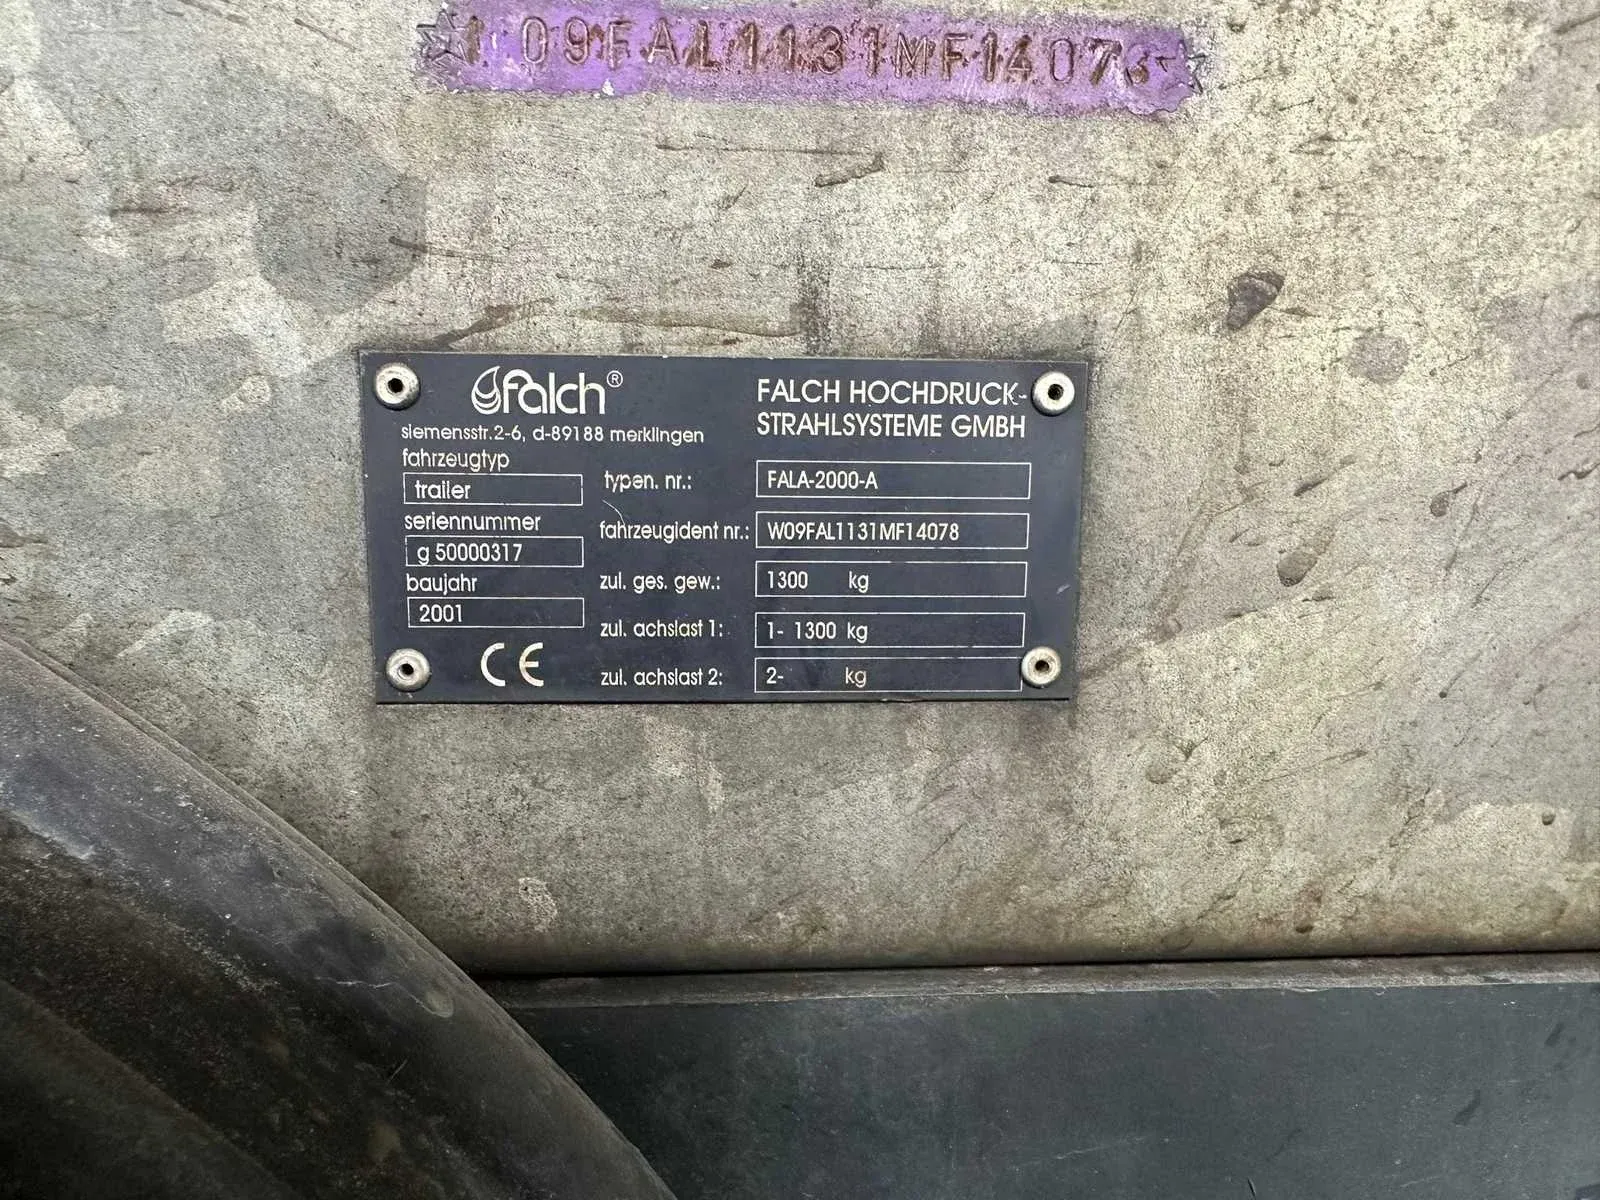 ☆1 09FAL1131MF14078☆
falch®
siemensstr.2-6, d-89188 merklingen
FALCH HOCHDRUCK-
STRAHLSYSTEME GMBH
fahrzeugtyp
trailer
seriennummer
g 50000317
baujahr
2001
CE
typen. nr.: FALA-2000-A
fahrzeugident nr.: W09FAL1131MF14078
zul. ges. gew.: 1300 kg
zul. achslast 1: 1- 1300 kg
zul. achslast 2: 2- kg